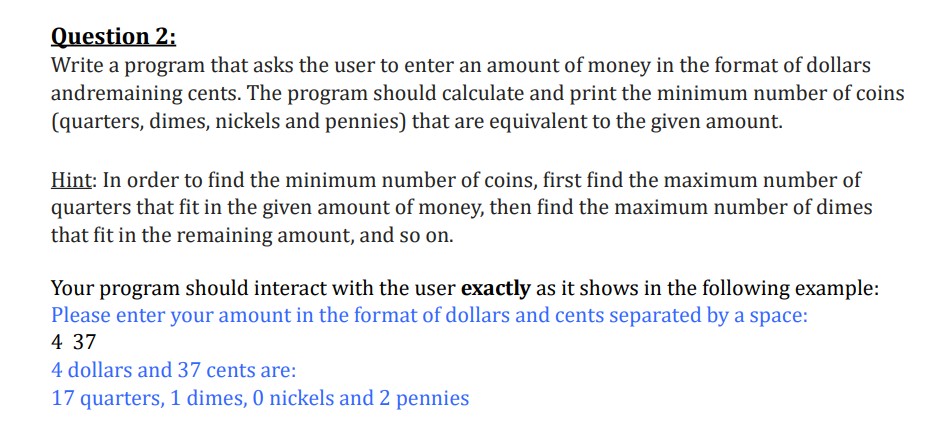 Question 2:
Write a program that asks the user to enter an amount of money in the format of dollars
andremaining cents. The program should calculate and print the minimum number of coins
(quarters, dimes, nickels and pennies) that are equivalent to the given amount.
Hint: In order to find the minimum number of coins, first find the maximum number of
quarters that fit in the given amount of money, then find the maximum number of dimes
that fit in the remaining amount, and so on.
Your program should interact with the user exactly as it shows in the following example:
Please enter your amount in the format of dollars and cents separated by a space:
4 37
4 dollars and 37 cents are:
17 quarters, 1 dimes, 0 nickels and 2 pennies